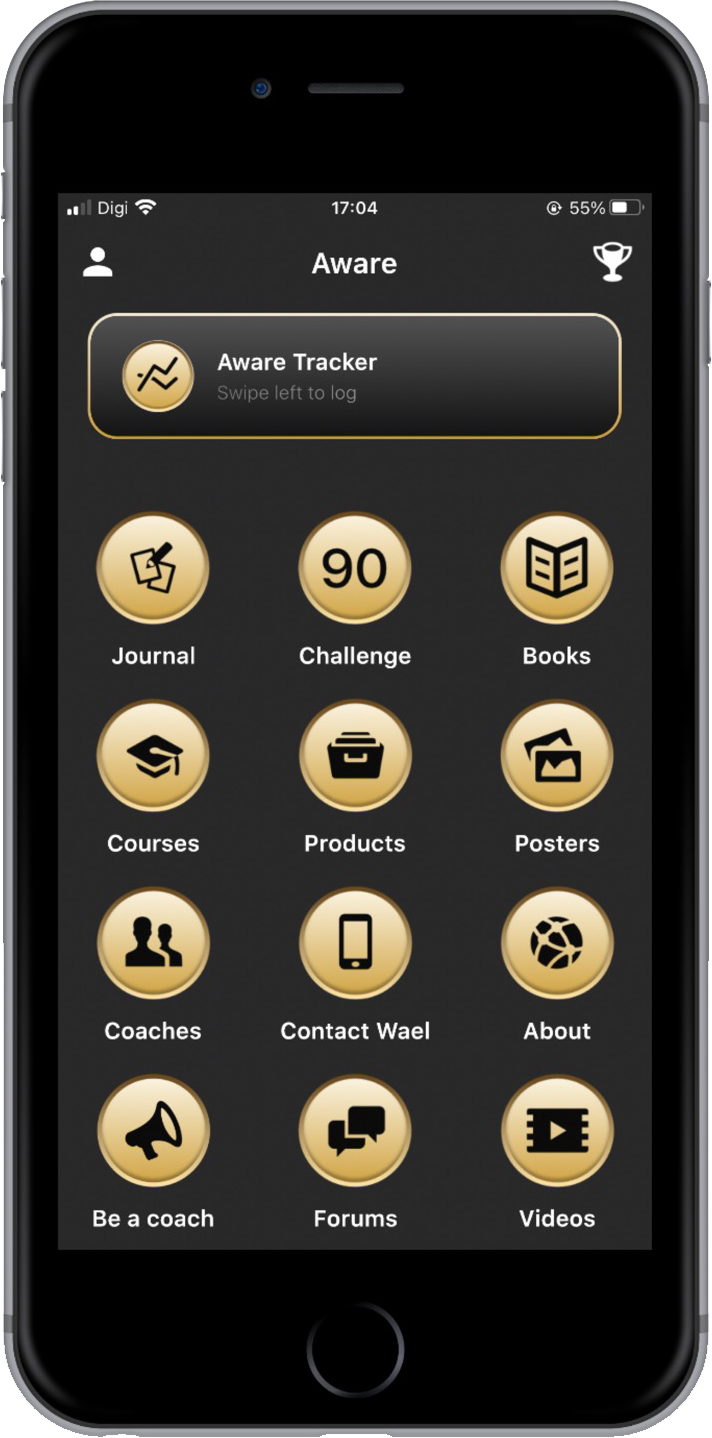 Digi 17:04 55%
Aware
Aware Tracker
Swipe left to log
90
Journal Challenge Books
Courses Products Posters
Coaches Contact Wael About
Be a coach Forums Videos